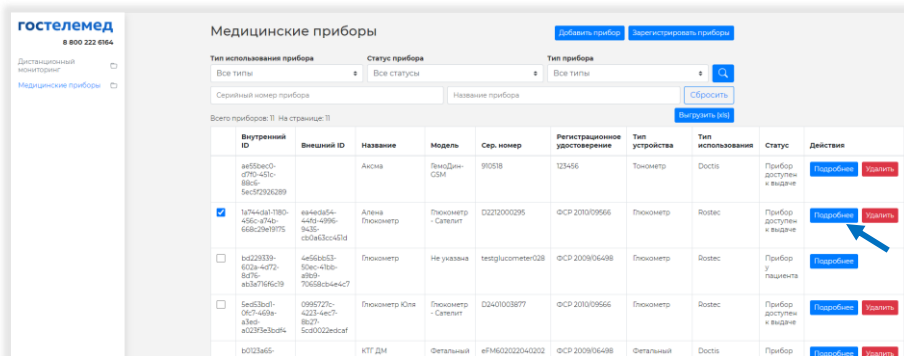 гостелемед
8 800 222 6164
Дистанционный
мониторинг
Медицинские приборы
Медицинские приборы
Добавить прибор
Зарегистрировать приборы
Тип использования прибора
Статус прибора
Тип прибора
Все типы
Все статусы
Все типы
Серийный номер прибора
Название прибора
Сбросить
Всего приборов: 11 На странице: 11
Выгрузить (xls)
Внутренний
ID
Внешний ID
Название
Модель
Сер. номер
Регистрационное
удостоверение
Тип
устройства
Тип
использования
Статус
Действия
ae55bec0-
d7f0-451c-
88c6-
5ec5f2926289
Аксма
ГемоДин-
GSM
910518
123456
Тонометр
Doctis
Прибор
доступен
к выдаче
Подробнее
Удалить
1a744da1-1180-
456c-a74b-
668c29e19175
ea4eda54-
44fd-4996-
9435-
cb0a63cc451d
Алена
Глюкометр
Глюкометр
- Сателит
D2212000295
ФСР 2010/09566
Глюкометр
Rostec
Прибор
доступен
к выдаче
Подробнее
Удалить
bd229339-
602a-4d72-
8d76-
ab3a716f6c19
4e56bb53-
50ec-41bb-
a9b9-
70658cb4e4c7
Глюкометр
Не указана
testglucometer028
ФСР 2009/06498
Глюкометр
Rostec
Прибор
у
пациента
Подробнее
5ed53bd1-
0fc7-469a-
a3ed-
a023f3e3bdf4
0995727c-
4223-4ec7-
8b27-
5cd0022edcaf
Глюкометр Юля
Глюкометр
- Сателит
D2401003877
ФСР 2010/09566
Глюкометр
Rostec
Прибор
доступен
к выдаче
Подробнее
Удалить
b0123a65-
КТГ ДМ
Фетальный
eFM602022040202
ФСР 2009/06498
Фетальный
Doctis
Прибор
Подробнее
Удалить